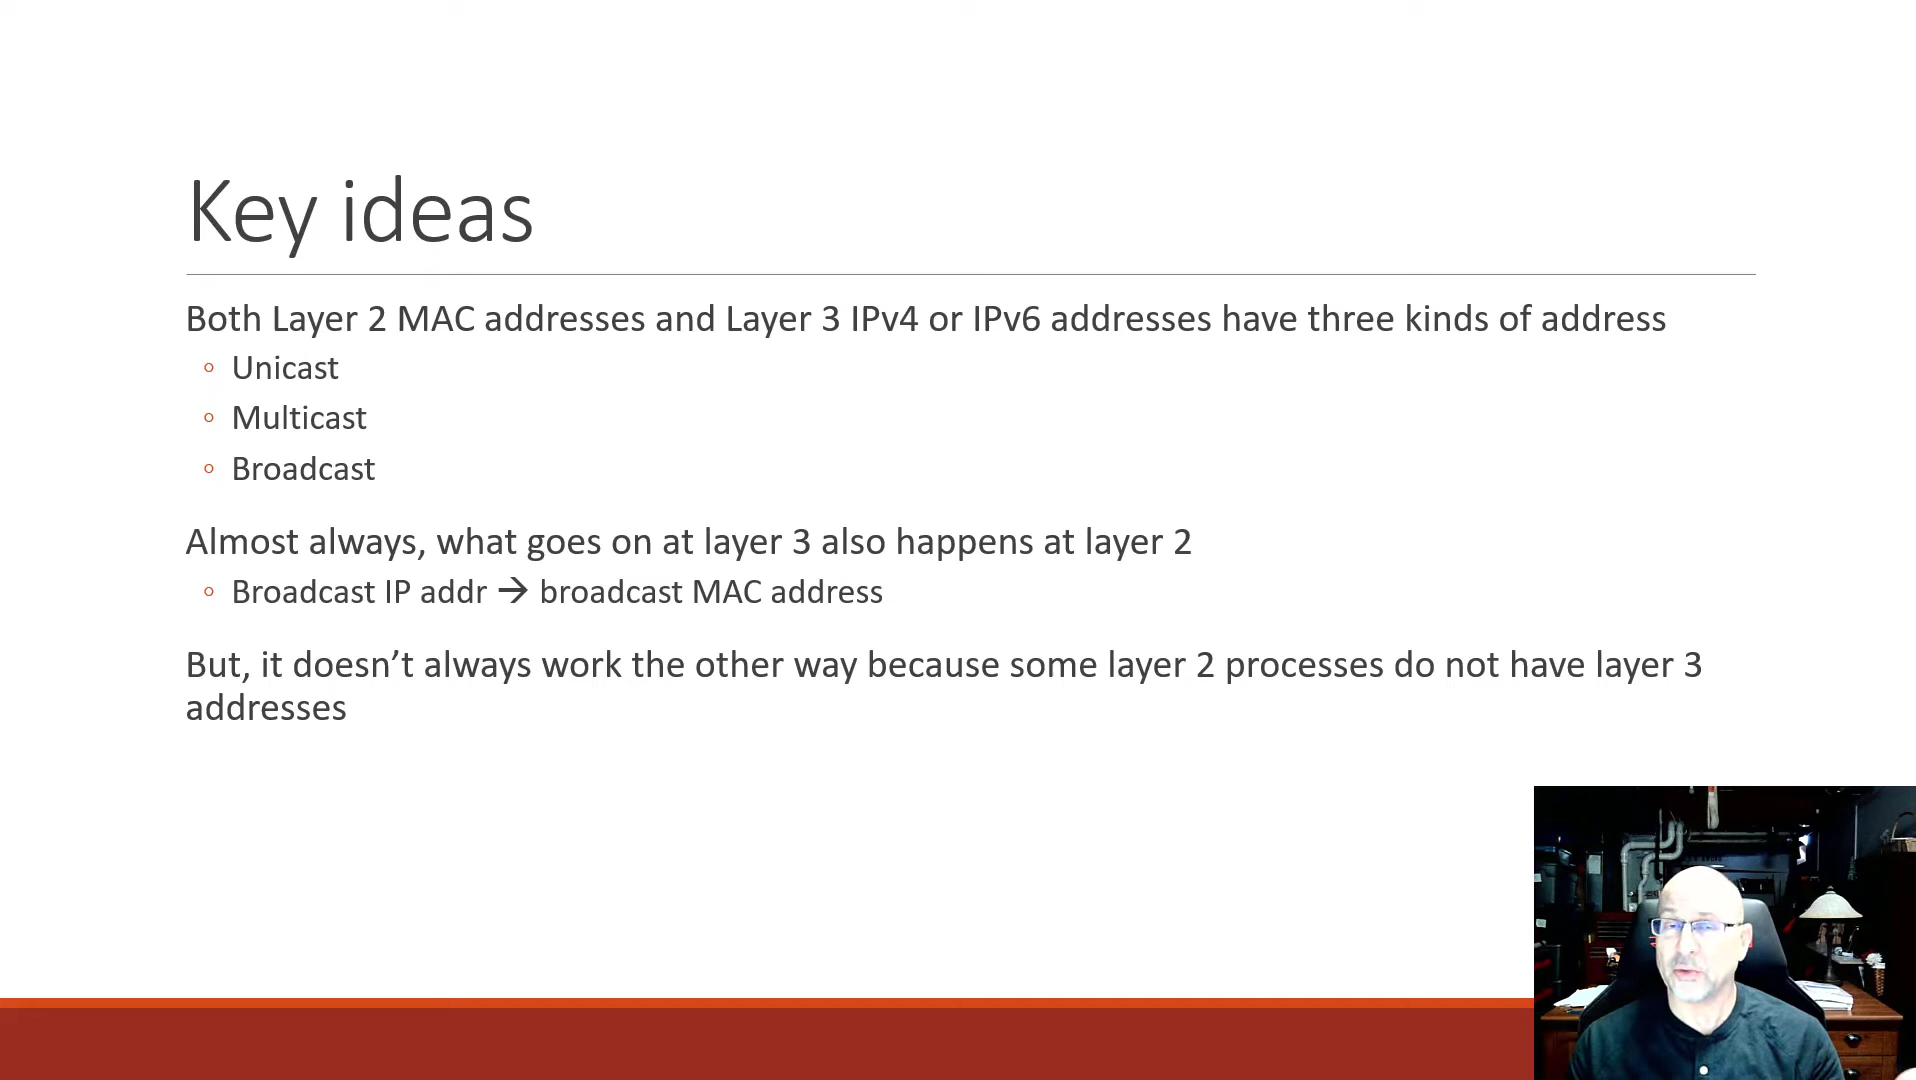 Key ideas
Both Layer 2 MAC addresses and Layer 3 IPv4 or IPv6 addresses have three kinds of address
◦ Unicast
◦ Multicast
◦ Broadcast
Almost always, what goes on at layer 3 also happens at layer 2
◦ Broadcast IP addr → broadcast MAC address
But, it doesn’t always work the other way because some layer 2 processes do not have layer 3
addresses